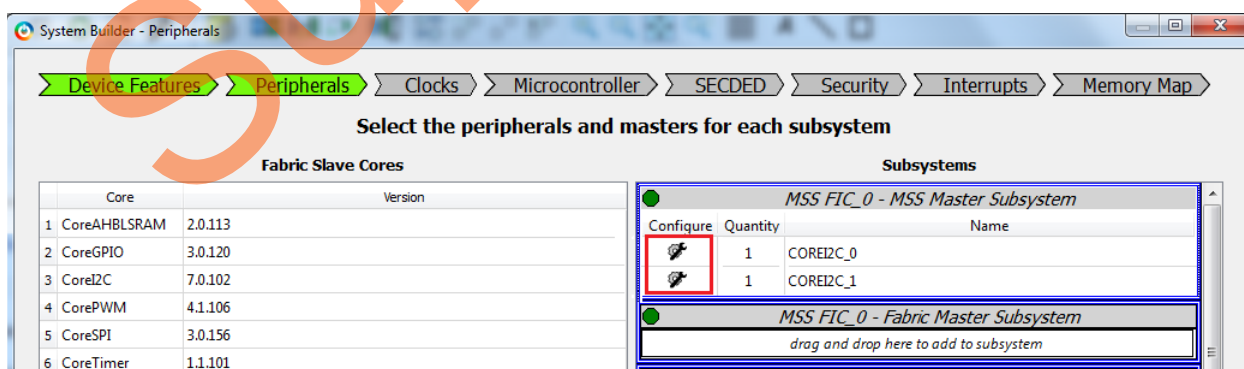 System Builder - Peripherals
Device Features Peripherals Clocks Microcontroller SECDED Security Interrupts Memory Map
Select the peripherals and masters for each subsystem
Fabric Slave Cores
Core Version
1 CoreAHBLSRAM 2.0.113
2 CoreGPIO 3.0.120
3 CoreI2C 7.0.102
4 CorePWM 4.1.106
5 CoreSPI 3.0.156
6 CoreTimer 1.1.101
Subsystems
MSS FIC_0 - MSS Master Subsystem
Configure Quantity Name
1 COREI2C_0
1 COREI2C_1
MSS FIC_0 - Fabric Master Subsystem
drag and drop here to add to subsystem